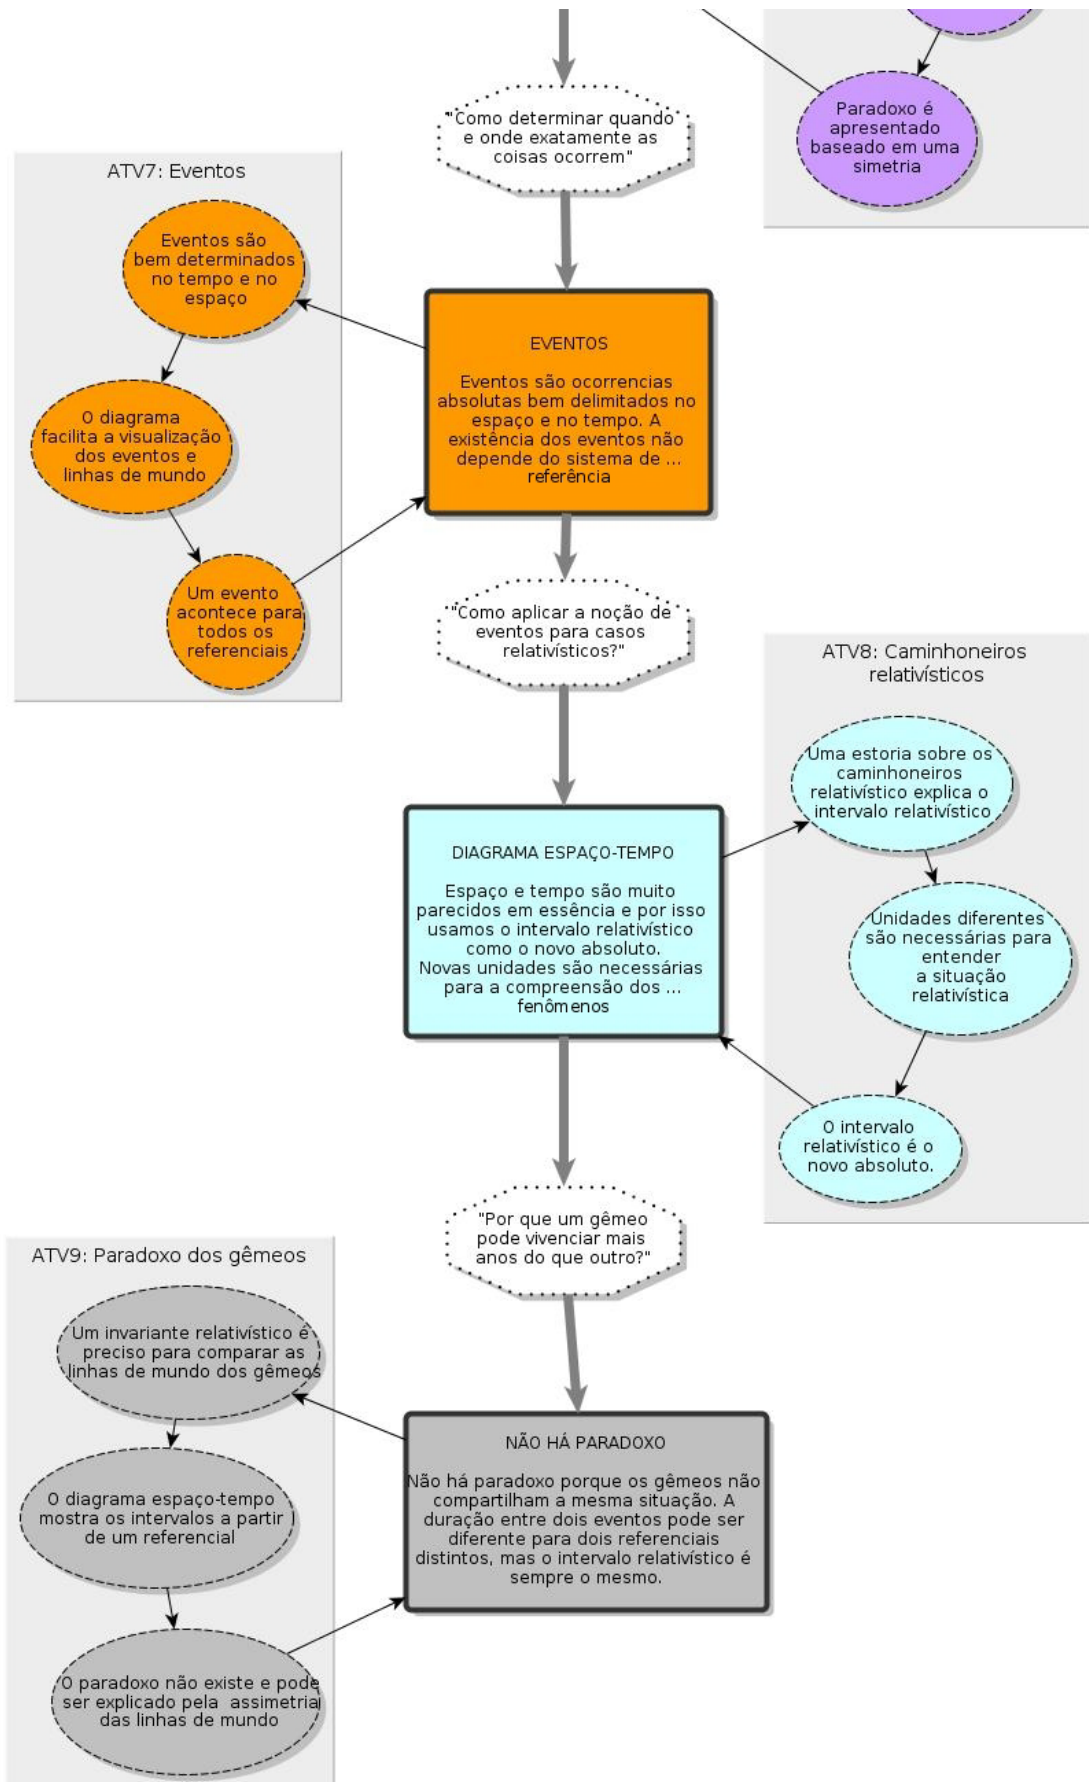 "Como determinar quando
e onde exatamente as
coisas ocorrem"
Paradoxo é
apresentado
baseado em uma
simetria
ATV7: Eventos
Eventos são
bem determinados
no tempo e no
espaço
O diagrama
facilita a visualização
dos eventos e
linhas de mundo
Um evento
acontece para
todos os
referenciais
EVENTOS
Eventos são ocorrencias
absolutas bem delimitados no
espaço e no tempo. A
existência dos eventos não
depende do sistema de ...
referência
"Como aplicar a noção de
eventos para casos
relativísticos?"
ATV8: Caminhoneiros
relativísticos
Uma estoria sobre os
caminhoneiros
relativístico explica o
intervalo relativístico
Unidades diferentes
são necessárias para
entender
a situação
relativística
O intervalo
relativístico é o
novo absoluto.
DIAGRAMA ESPAÇO-TEMPO
Espaço e tempo são muito
parecidos em essência e por isso
usamos o intervalo relativístico
como o novo absoluto.
Novas unidades são necessárias
para a compreensão dos ...
fenômenos
"Por que um gêmeo
pode vivenciar mais
anos do que outro?"
ATV9: Paradoxo dos gêmeos
Um invariante relativístico é
preciso para comparar as
linhas de mundo dos gêmeos
O diagrama espaço-tempo
mostra os intervalos a partir
de um referencial
O paradoxo não existe e pode
ser explicado pela assimetria
das linhas de mundo
NÃO HÁ PARADOXO
Não há paradoxo porque os gêmeos não
compartilham a mesma situação. A
duração entre dois eventos pode ser
diferente para dois referenciais
distintos, mas o intervalo relativístico é
sempre o mesmo.